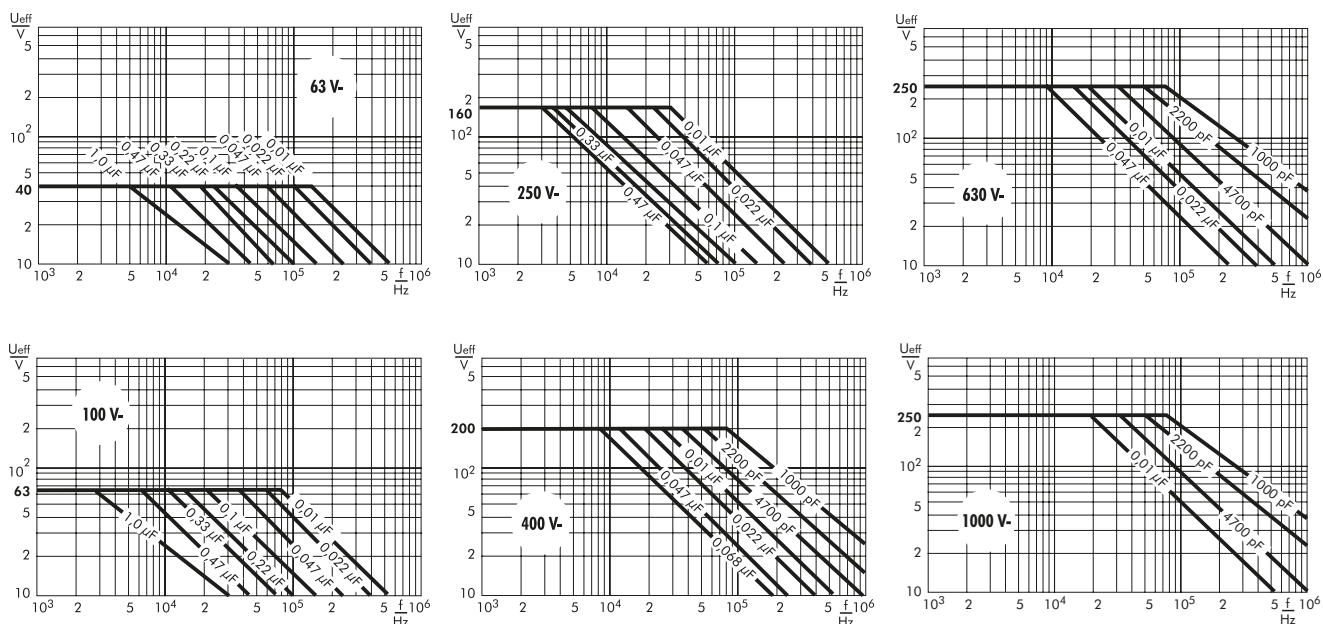 Ueff
V
5
2
10²
5
40
2
10
63 V-
1,0 µF
0,47 µF
0,33 µF
0,22 µF
0,1 µF
0,047 µF
0,022 µF
0,01 µF
10³ 2 5 10⁴ 2 5 10⁵ 2 5 f 10⁶
Hz
Ueff
V
5
2
160
10²
5
2
10
250 V-
0,33 µF
0,47 µF
0,1 µF
0,047 µF
0,022 µF
0,01 µF
10³ 2 5 10⁴ 2 5 10⁵ 2 5 f 10⁶
Hz
Ueff
V
5
250
2
10²
5
2
10
630 V-
0,047 µF
0,022 µF
0,01 µF
4700 pF
2200 pF
1000 pF
10³ 2 5 10⁴ 2 5 10⁵ 2 5 f 10⁶
Hz
Ueff
V
5
2
10²
63
5
2
10
100 V-
1,0 µF
0,47 µF
0,33 µF
0,22 µF
0,1 µF
0,047 µF
0,022 µF
0,01 µF
10³ 2 5 10⁴ 2 5 10⁵ 2 5 f 10⁶
Hz
Ueff
V
5
200
10²
5
2
10
400 V-
0,068 µF
0,047 µF
0,022 µF
0,01 µF
4700 pF
2200 pF
1000 pF
10³ 2 5 10⁴ 2 5 10⁵ 2 5 f 10⁶
Hz
Ueff
V
5
250
2
10²
5
2
10
1000 V-
0,01 µF
4700 pF
2200 pF
1000 pF
10³ 2 5 10⁴ 2 5 10⁵ 2 5 f 10⁶
Hz